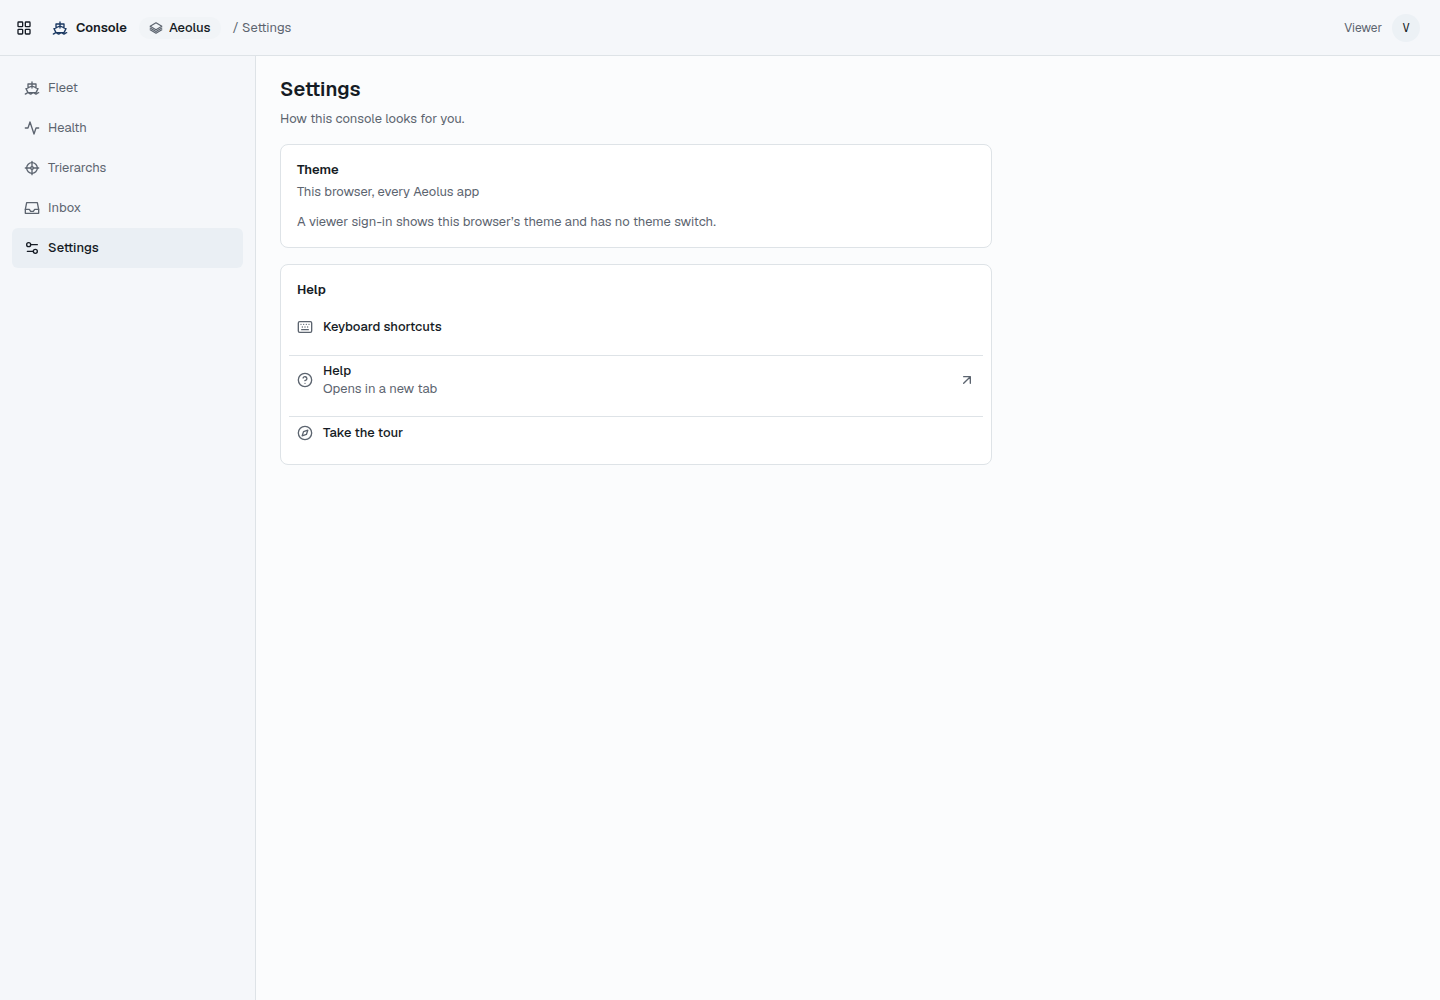 Console
Aeolus
/ Settings
Viewer
V
Fleet
Health
Trierarchs
Inbox
Settings
Settings
How this console looks for you.
Theme
This browser, every Aeolus app
A viewer sign-in shows this browser's theme and has no theme switch.
Help
Keyboard shortcuts
Help
Opens in a new tab
Take the tour